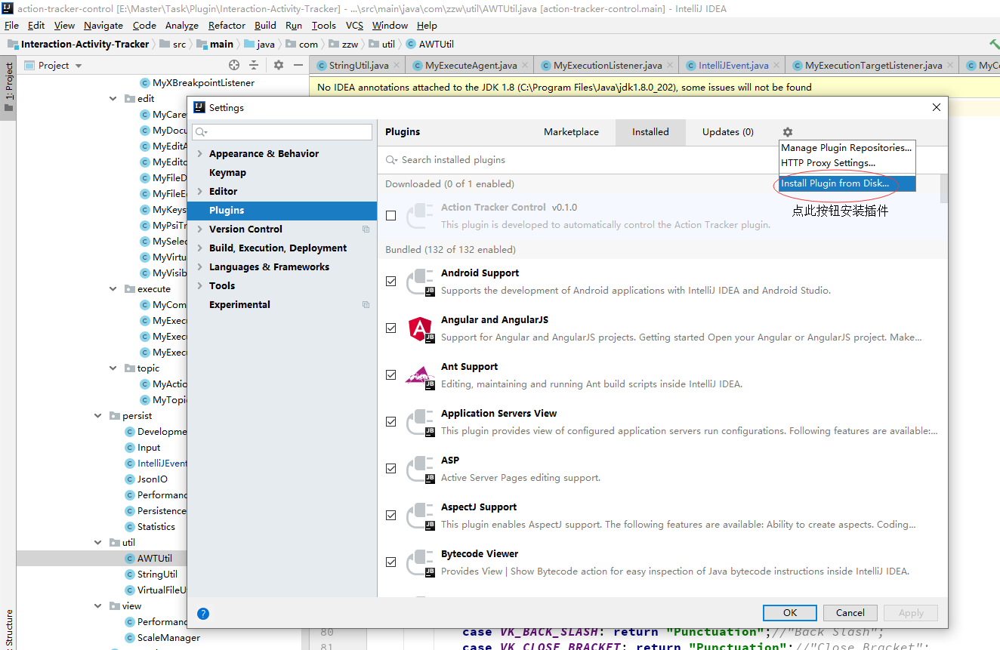 action-tracker-control [E:\Master\Task\Plugin\Interaction-Activity-Tracker] - ...\src\main\java\com\zzw\util\AWTUtil.java [action-tracker-control.main] - IntelliJ IDEA
File Edit View Navigate Code Analyze Refactor Build Run Tools VCS Window Help
Interaction-Activity-Tracker src main java com zzw util AWTUtil
1: Project
Project
StringUtil.java MyExecuteAgent.java MyExecutionListener.java IntelliJEvent.java MyExecutionTargetListener.java MyCo
No IDEA annotations attached to the JDK 1.8 (C:\Program Files\Java\jdk1.8.0_202), some issues will not be found
MyXBreakpointListener
edit
MyCare
MyDocu
MyEditA
MyEdito
MyFileD
MyFileEd
MyKeys
MyPsiTr
MySelec
MyVirtu
MyVisib
execute
MyCom
MyExec
MyExecu
MyExecu
topic
MyActio
MyTopic
persist
Developme
Input
IntelliJEvent
JsonIO
Performanc
Persistence
Statistics
util
AWTUtil
StringUtil
VirtualFileU
view
Performanc
ScaleManager
Structure
Settings
Appearance & Behavior
Keymap
Editor
Plugins
Version Control
Build, Execution, Deployment
Languages & Frameworks
Tools
Experimental
Plugins Marketplace Installed Updates (0)
Manage Plugin Repositories...
HTTP Proxy Settings...
Install Plugin from Disk...
点此按钮安装插件
Search installed plugins
Downloaded (0 of 1 enabled)
Action Tracker Control v0.1.0
This plugin is developed to automatically control the Action Tracker plugin.
Bundled (132 of 132 enabled)
Android Support
Supports the development of Android applications with IntelliJ IDEA and Android Studio.
Angular and AngularJS
Support for Angular and AngularJS projects. Getting started Open your Angular or AngularJS project. Make...
Ant Support
Editing, maintaining and running Ant build scripts inside IntelliJ IDEA.
Application Servers View
This plugin provides view of configured application servers run configurations. Following features are available:...
ASP
Active Server Pages editing support.
AspectJ Support
This plugin enables AspectJ support. The following features are available: Ability to create aspects. Coding...
Bytecode Viewer
Provides View | Show Bytecode action for easy inspection of Java bytecode instructions inside IntelliJ IDEA.
? OK Cancel Apply
80 case VK_BACK_SLASH: return "Punctuation";//"Back Slash";
81 case VK_CLOSE_BRACKET: return "Punctuation";//"Close Bracket";